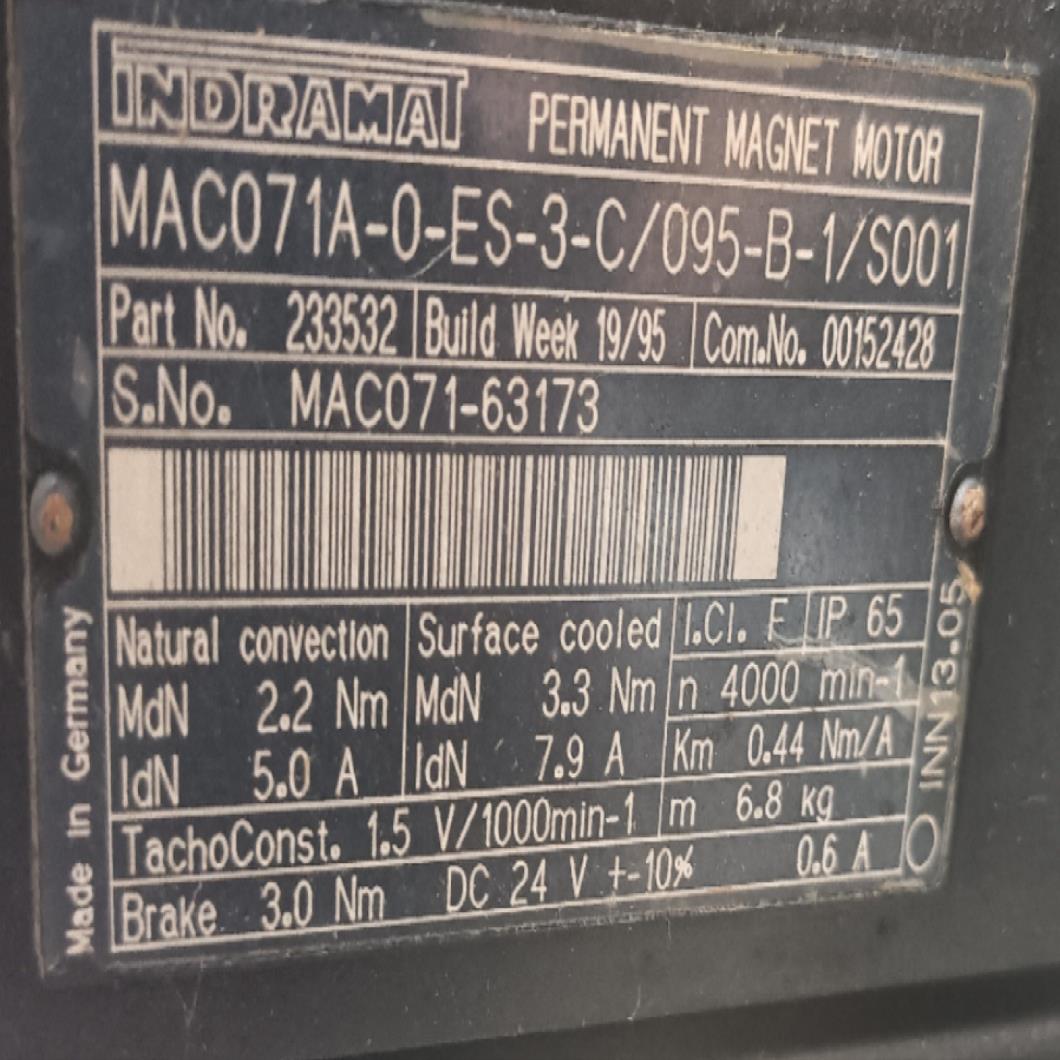 INDRAMAT PERMANENT MAGNET MOTOR
MAC071A-0-ES-3-C/095-B-1/S001
Part No. 233532 Build Week 19/95 Com.No. 00152428
S.No. MAC071-63173
Natural convection Surface cooled I.Cl. F IP 65
MdN 2.2 Nm MdN 3.3 Nm n 4000 min-1
IdN 5.0 A IdN 7.9 A Km 0.44 Nm/A
TachoConst. 1.5 V/1000min-1 m 6.8 kg
Brake 3.0 Nm DC 24 V +-10% 0.6 A
Made in Germany
INN13.05